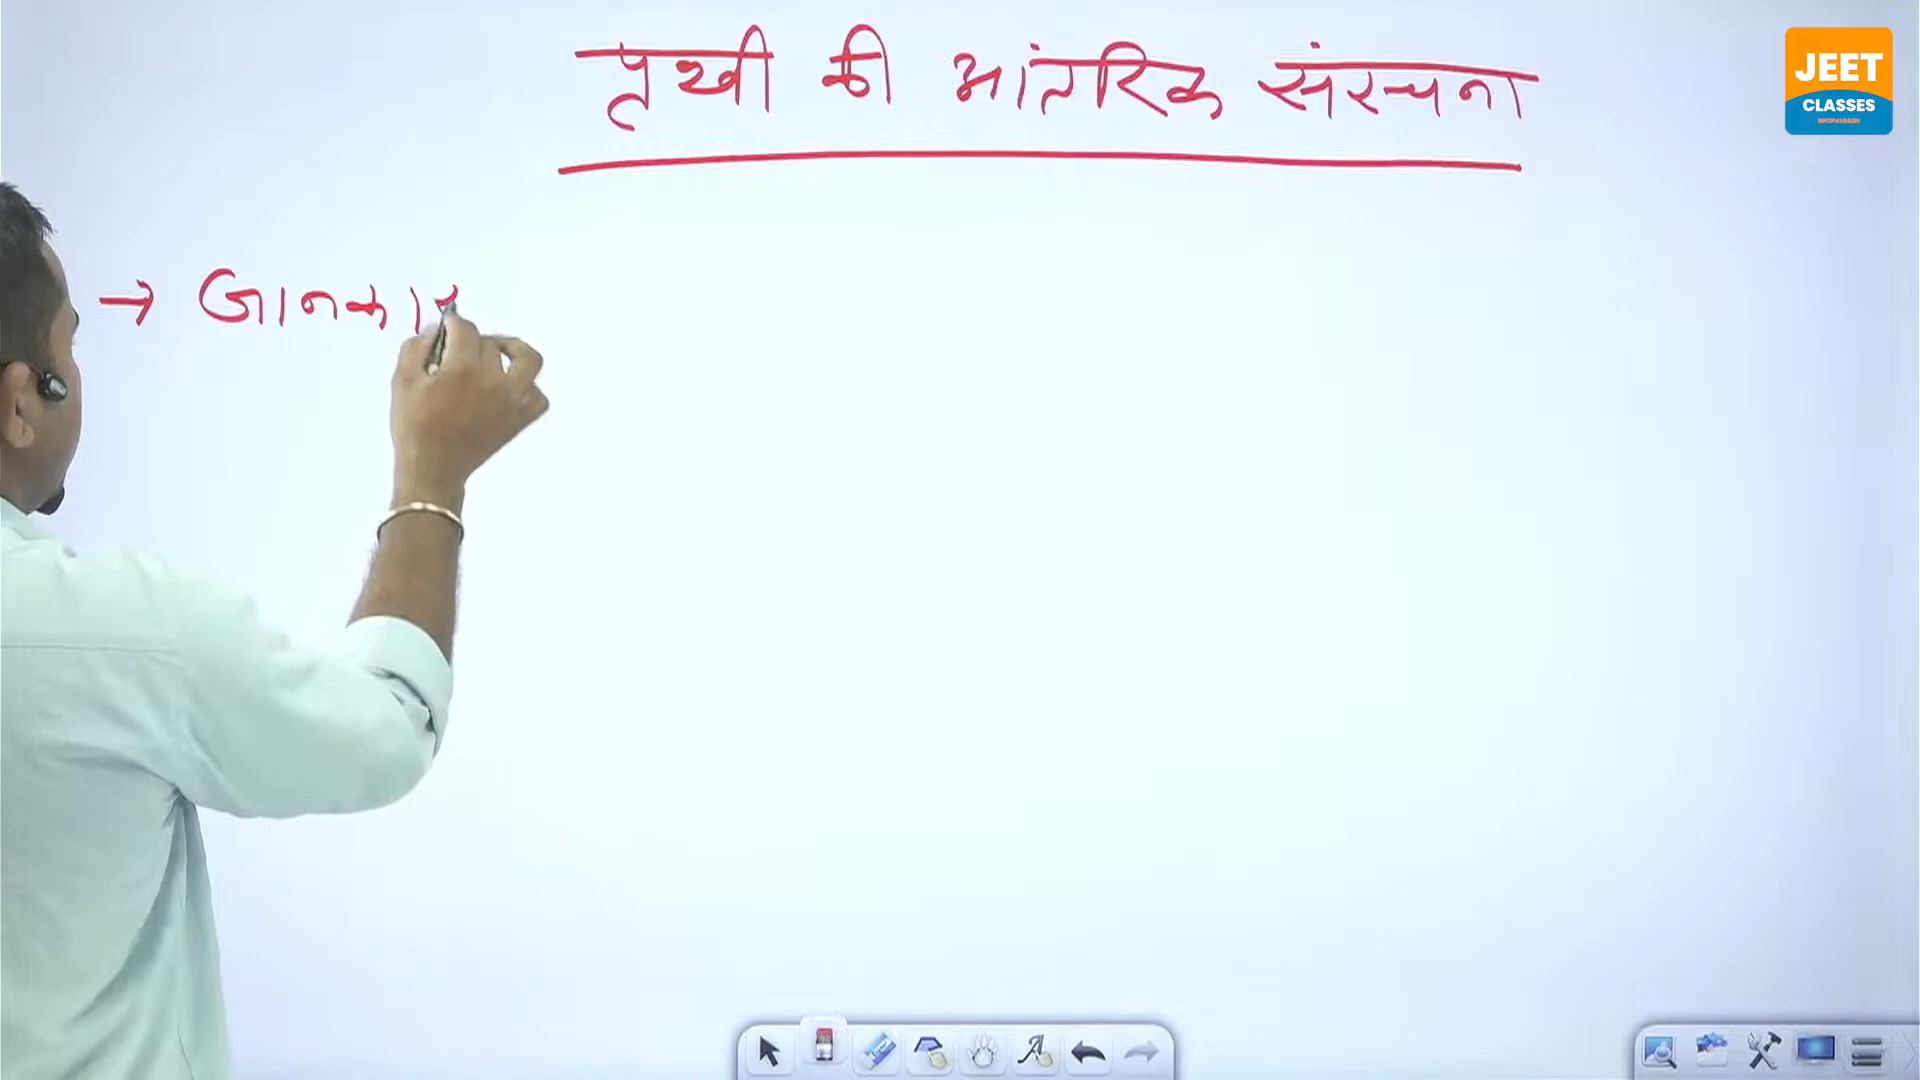 पृथ्वी की आंतरिक संरचना
JEET
CLASSES
→ जानकार